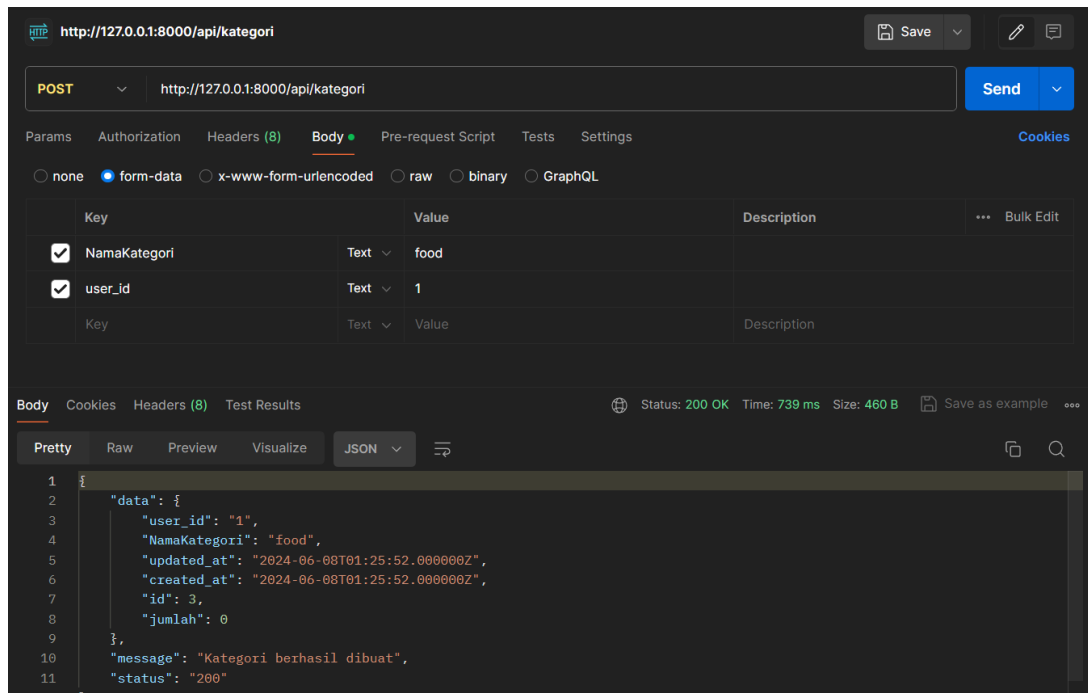 HTTP http://127.0.0.1:8000/api/kategori Save
POST http://127.0.0.1:8000/api/kategori Send
Params Authorization Headers (8) Body Pre-request Script Tests Settings Cookies
none form-data x-www-form-urlencoded raw binary GraphQL
Key Value Description Bulk Edit
NamaKategori Text food
user_id Text 1
Key Text Value Description
Body Cookies Headers (8) Test Results Status: 200 OK Time: 739 ms Size: 460 B Save as example
Pretty Raw Preview Visualize JSON
1 {
2 "data": {
3 "user_id": "1",
4 "NamaKategori": "food",
5 "updated_at": "2024-06-08T01:25:52.000000Z",
6 "created_at": "2024-06-08T01:25:52.000000Z",
7 "id": 3,
8 "jumlah": 0
9 },
10 "message": "Kategori berhasil dibuat",
11 "status": "200"